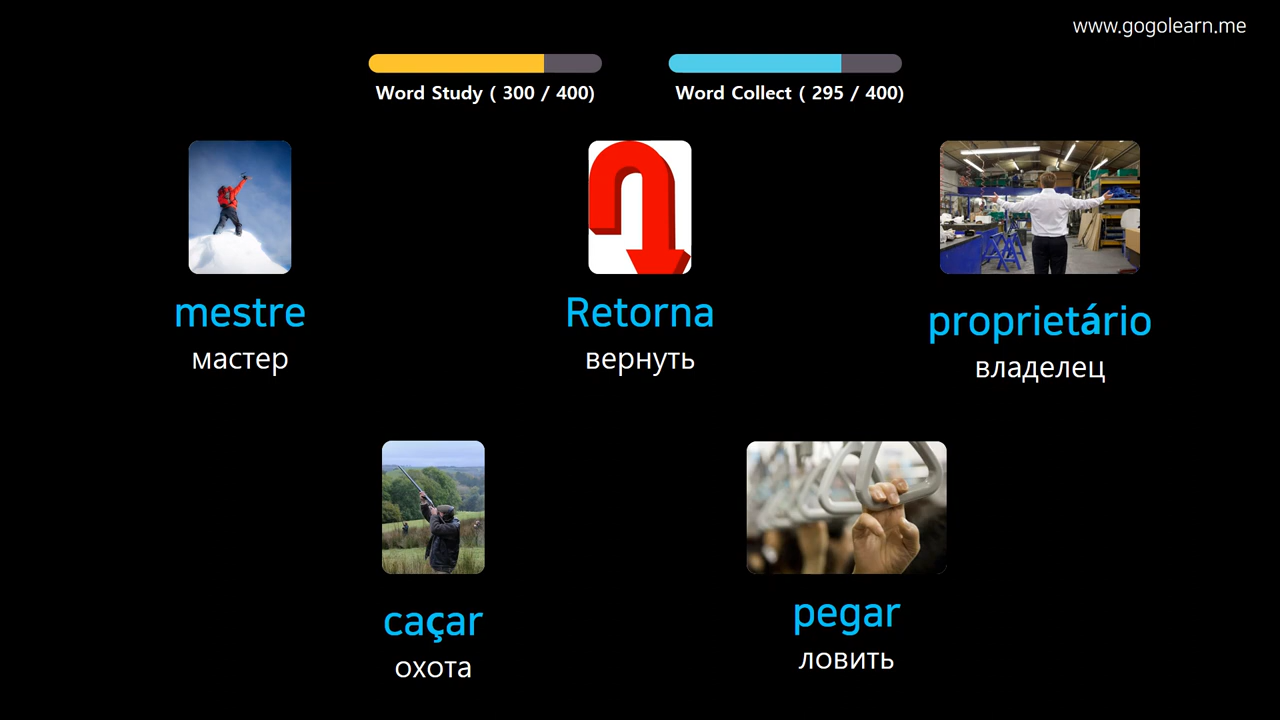 www.gogolearn.me
Word Study ( 300 / 400)
Word Collect ( 295 / 400)
mestre
мастер
Retorna
вернуть
proprietário
владелец
caçar
охота
pegar
ловить